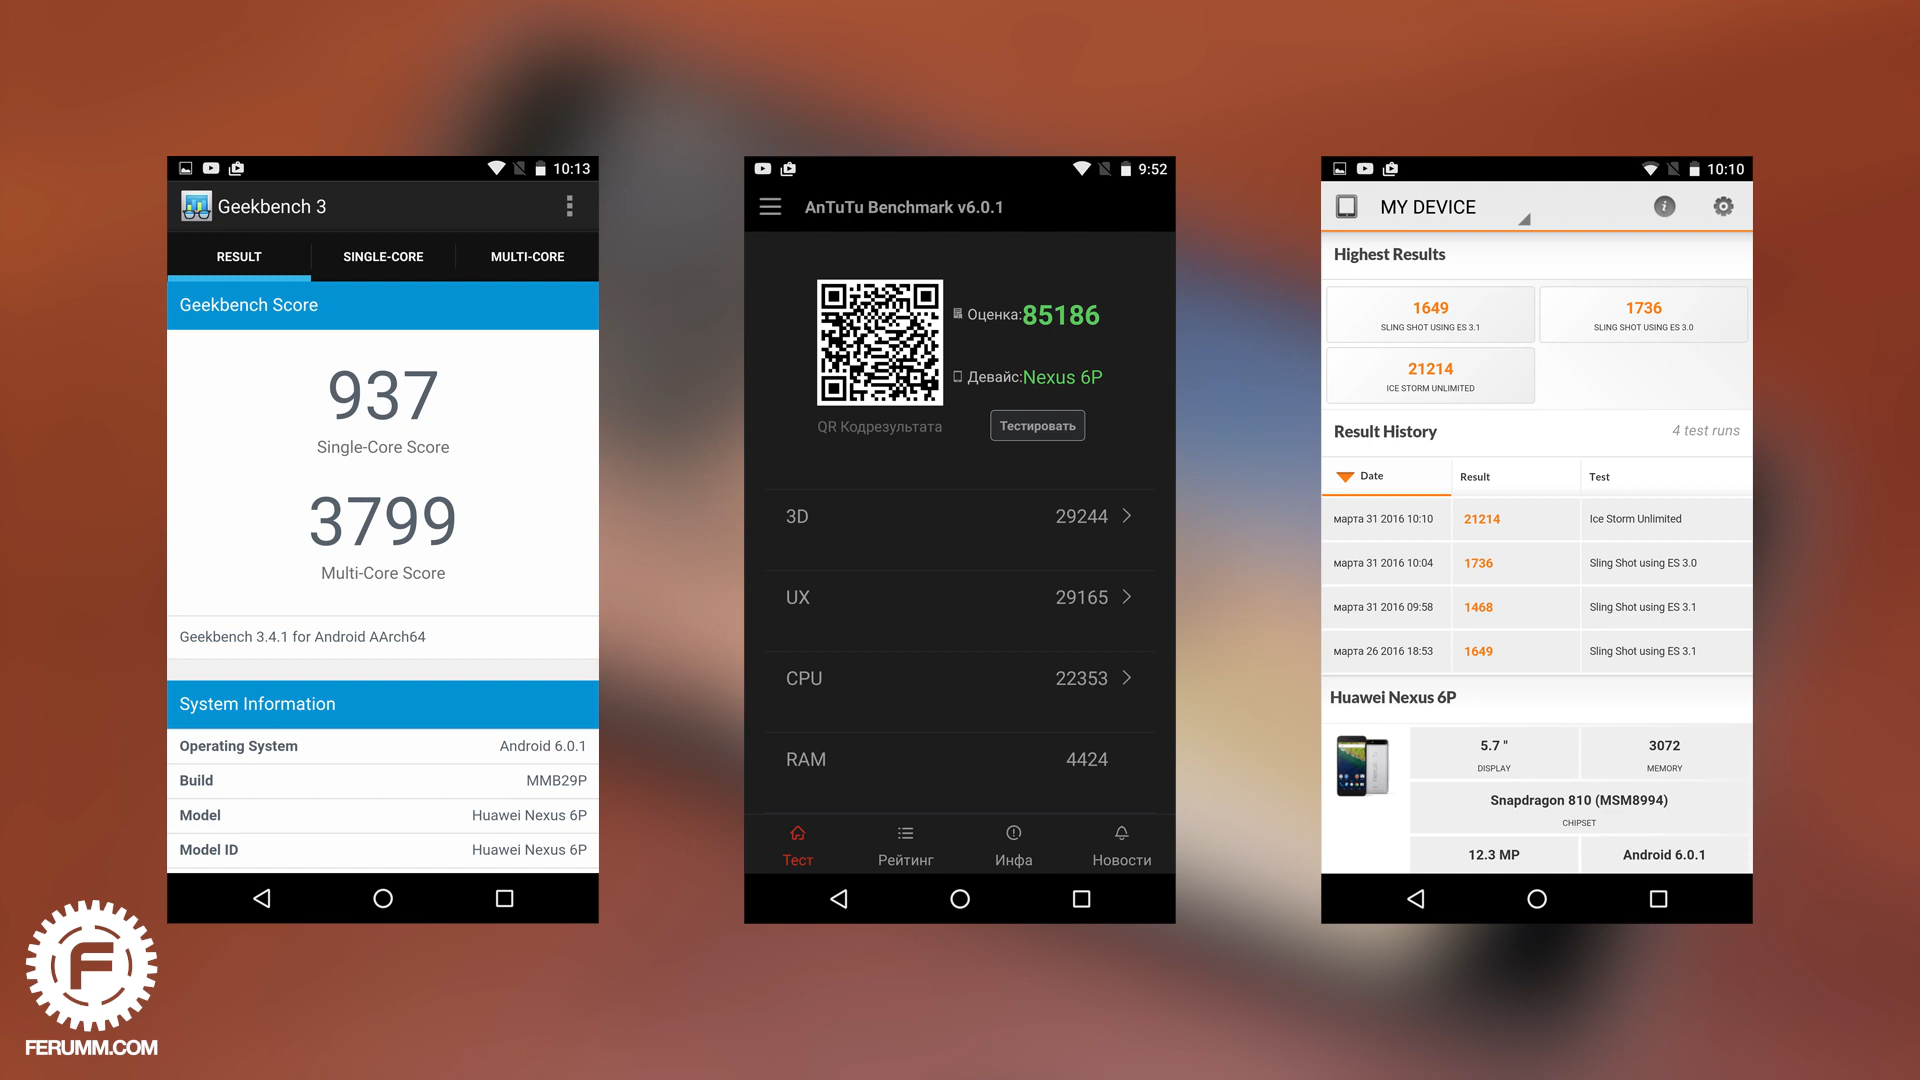 10:13
Geekbench 3
RESULT SINGLE-CORE MULTI-CORE
Geekbench Score
937
Single-Core Score
3799
Multi-Core Score
Geekbench 3.4.1 for Android AArch64
System Information
Operating System Android 6.0.1
Build MMB29P
Model Huawei Nexus 6P
Model ID Huawei Nexus 6P
9:52
AnTuTu Benchmark v6.0.1
Оценка:85186
Девайс:Nexus 6P
QR Кодрезультата
Тестировать
3D 29244
UX 29165
CPU 22353
RAM 4424
Тест Рейтинг Инфа Новости
10:10
MY DEVICE
Highest Results
1649 1736
SLING SHOT USING ES 3.1 SLING SHOT USING ES 3.0
21214
ICE STORM UNLIMITED
Result History 4 test runs
Date Result Test
марта 31 2016 10:10 21214 Ice Storm Unlimited
марта 31 2016 10:04 1736 Sling Shot using ES 3.0
марта 31 2016 09:58 1468 Sling Shot using ES 3.1
марта 26 2016 18:53 1649 Sling Shot using ES 3.1
Huawei Nexus 6P
5.7 " 3072
DISPLAY MEMORY
Snapdragon 810 (MSM8994)
CHIPSET
12.3 MP Android 6.0.1
F
FERUMM.COM